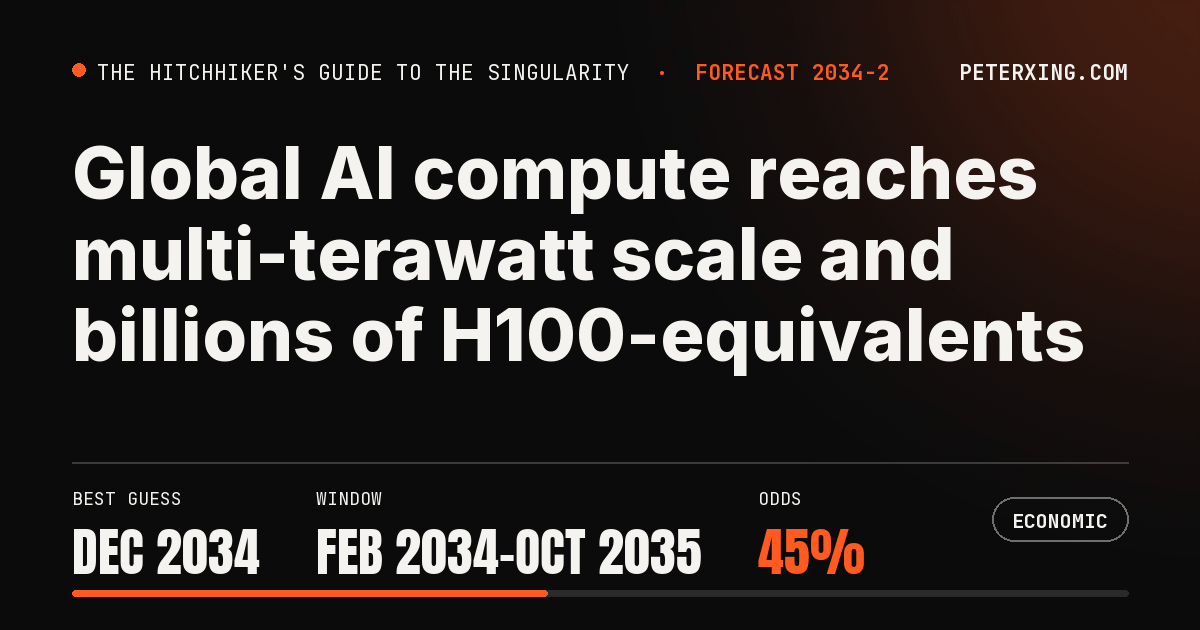 THE HITCHHIKER'S GUIDE TO THE SINGULARITY · FORECAST 2034-2 PETERXING.COM
Global AI compute reaches
multi-terawatt scale and
billions of H100-equivalents
BEST GUESS WINDOW ODDS
DEC 2034 FEB 2034-OCT 2035 45% ECONOMIC